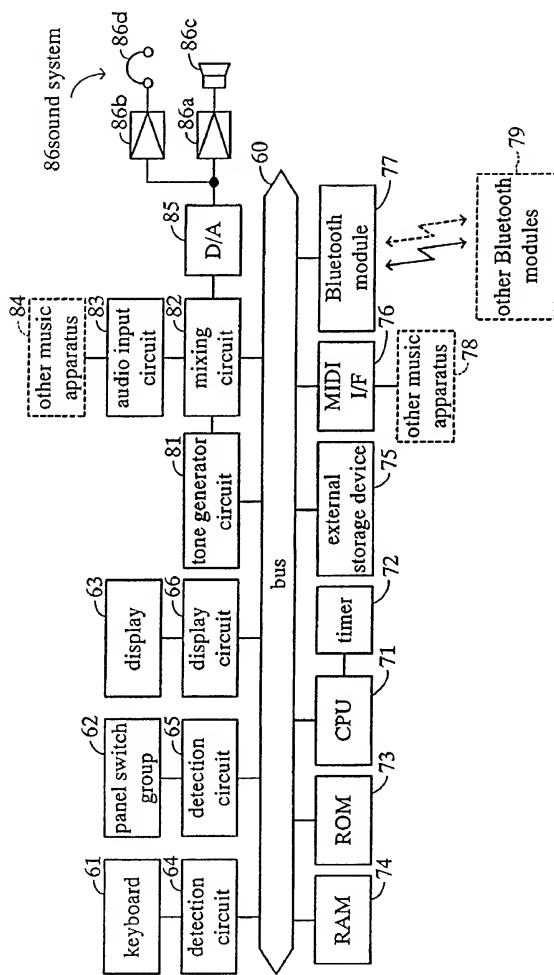 86sound system
86d
86b
86c
86a
60
84
other music
apparatus
83
audio input
circuit
82
mixing
circuit
85
D/A
81
tone generator
circuit
63
display
66
display
circuit
62
panel switch
group
65
detection
circuit
61
keyboard
64
detection
circuit
bus
RAM
74
ROM
73
CPU
71
timer
72
external
storage device
75
MIDI
I/F
76
other music
apparatus
78
Bluetooth
module
77
other Bluetooth
modules
79